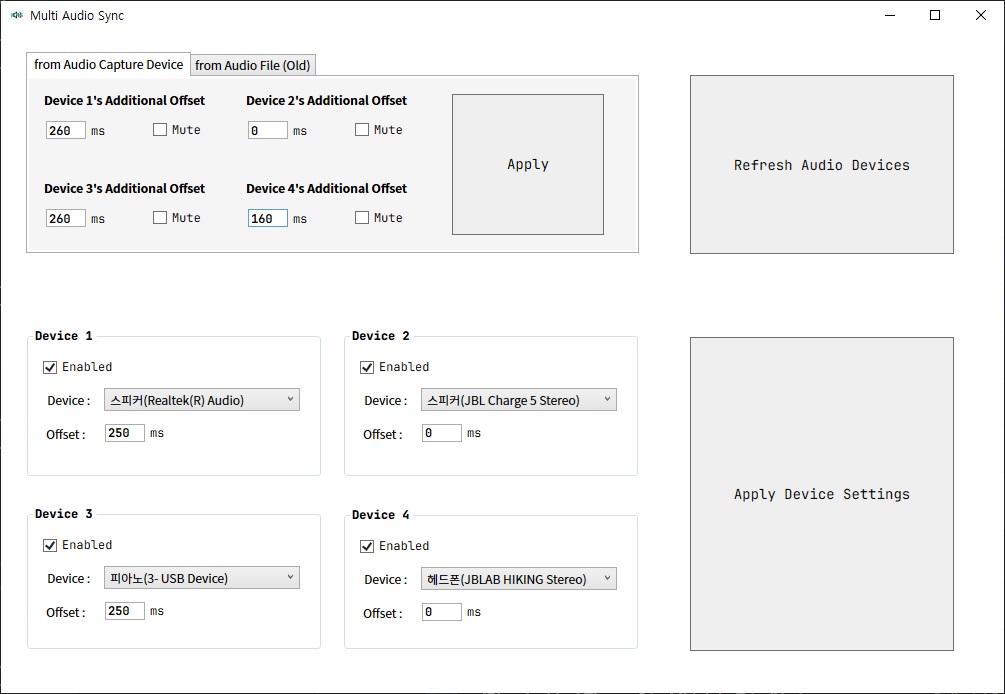 Multi Audio Sync
from Audio Capture Device
from Audio File (Old)
Device 1's Additional Offset
Device 2's Additional Offset
260 ms
Mute
0 ms
Mute
Apply
Refresh Audio Devices
Device 3's Additional Offset
Device 4's Additional Offset
260 ms
Mute
160 ms
Mute
Device 1
Enabled
Device : 스피커(Realtek(R) Audio)
Offset : 250 ms
Device 2
Enabled
Device : 스피커(JBL Charge 5 Stereo)
Offset : 0 ms
Apply Device Settings
Device 3
Enabled
Device : 피아노(3- USB Device)
Offset : 250 ms
Device 4
Enabled
Device : 헤드폰(JBLAB HIKING Stereo)
Offset : 0 ms